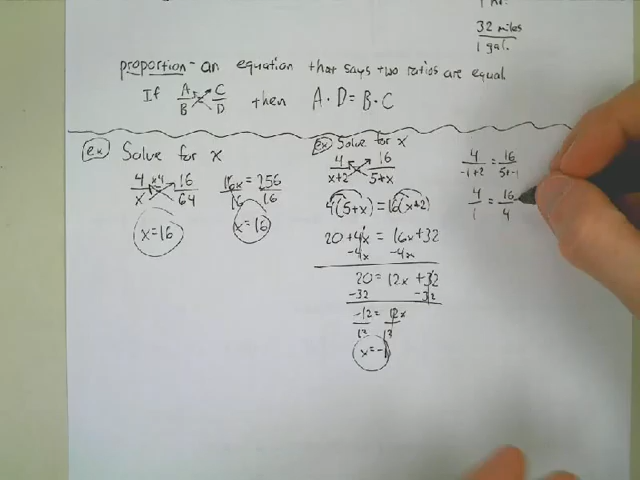 1 hr.
32 miles
1 gal.
proportion - an equation that says two ratios are equal.
If A/B = C/D then A · D = B · C
ex Solve for x
4/x = 16/64
x4
x=16
16x = 256
16 16
x=16
ex Solve for x
4/(x+2) = 16/(5+x)
4(5+x) = 16(x+2)
20+4x = 16x+32
-4x -4x
20 = 12x +32
-32 -32
-12 = 12x
12 12
x=-1
4/(-1+2) = 16/(5+-1)
4/1 = 16/4